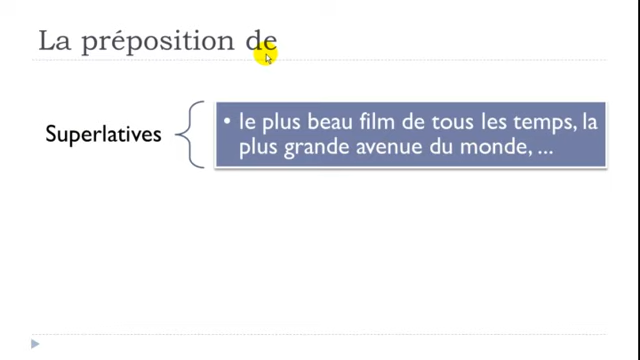 La préposition de
Superlatives
• le plus beau film de tous les temps, la
plus grande avenue du monde, ...